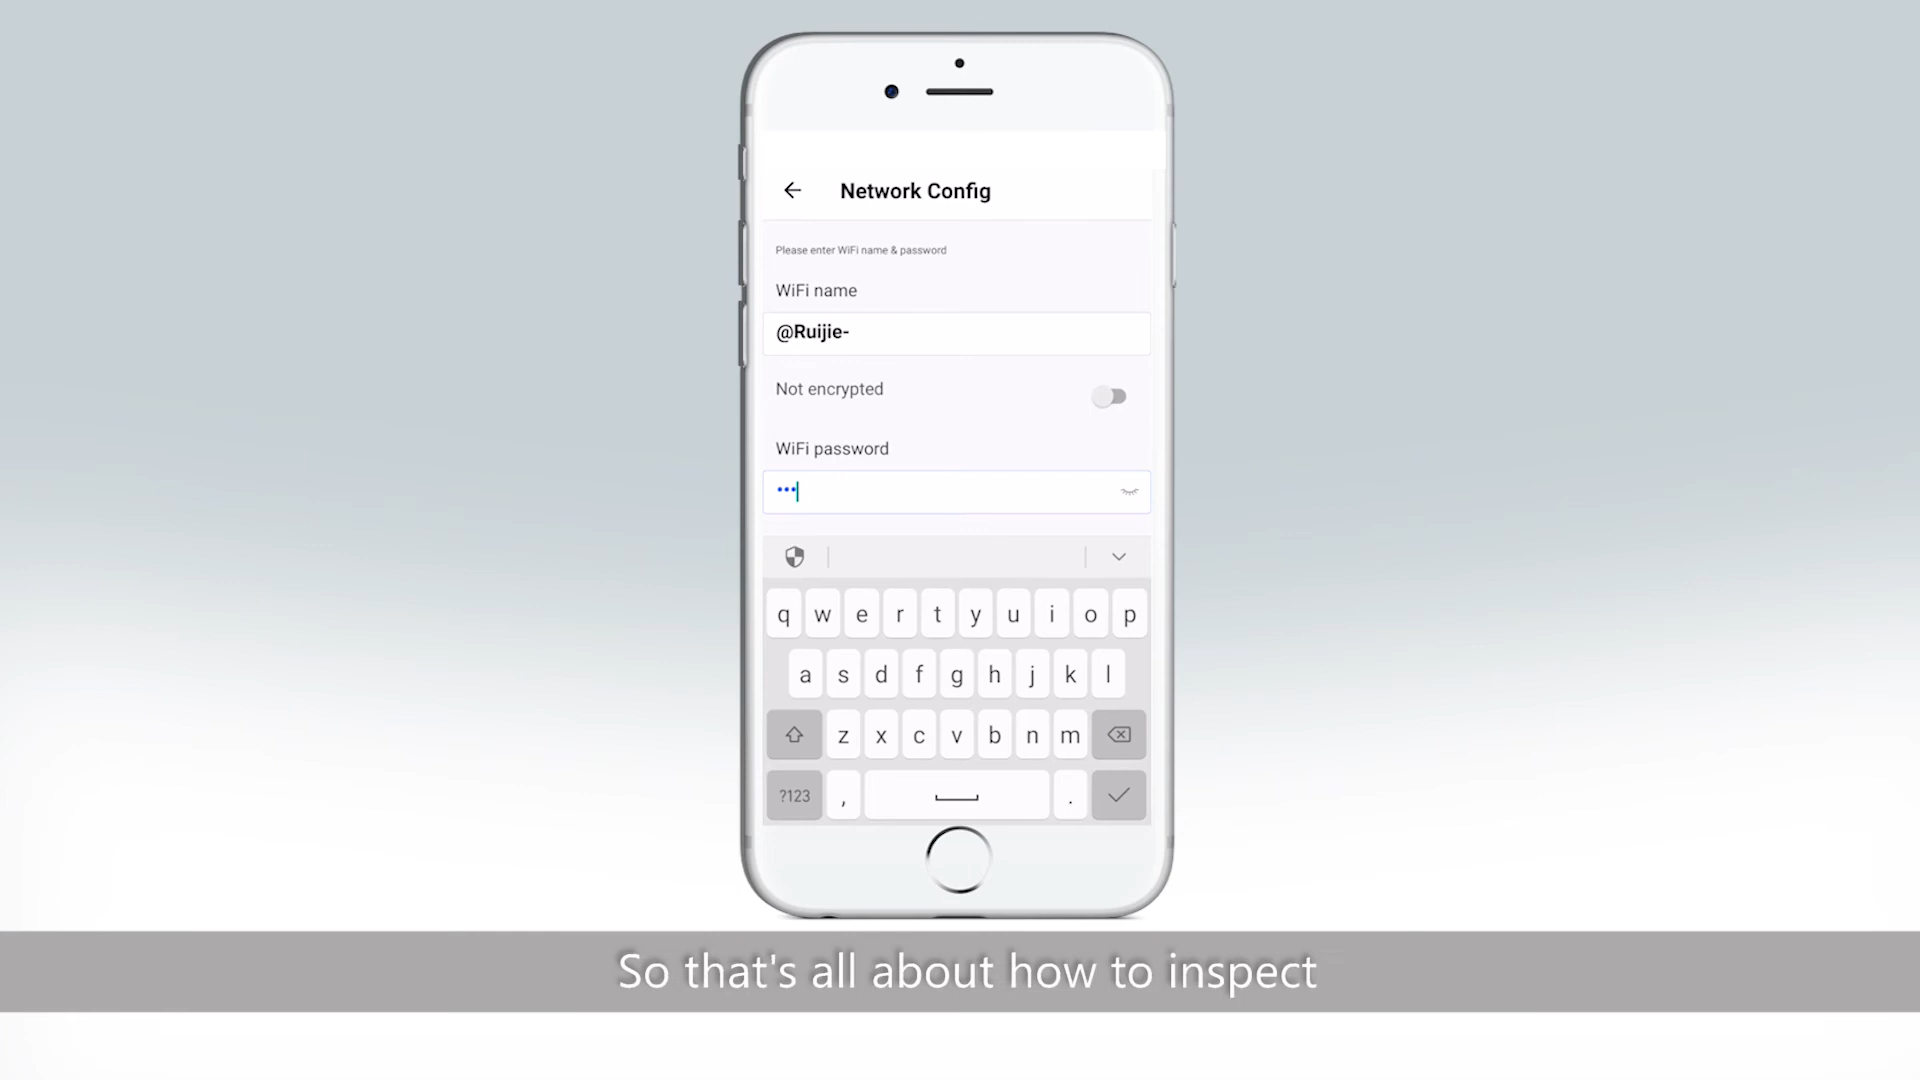 Network Config
Please enter WiFi name & password
WiFi name
@Ruijie-
Not encrypted
WiFi password
•••
q w e r t y u i o p
a s d f g h j k l
z x c v b n m
?123 , .
So that's all about how to inspect